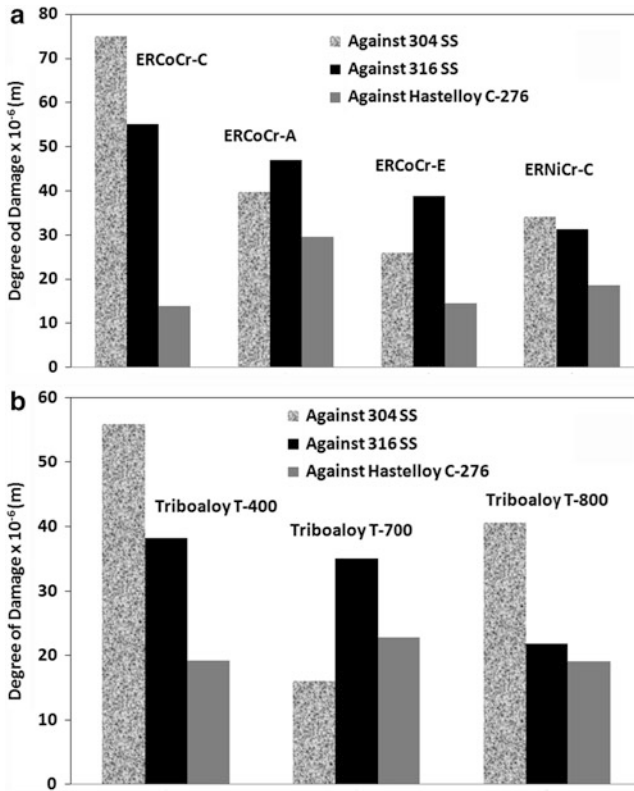 a
80
70
60
50
40
30
20
10
0
Degree od Damage x 10-6 (m)
Against 304 SS
Against 316 SS
Against Hastelloy C-276
ERCoCr-C
ERCoCr-A
ERCoCr-E
ERNiCr-C
b
60
50
40
30
20
10
0
Degree of Damage x 10-6 (m)
Against 304 SS
Against 316 SS
Against Hastelloy C-276
Triboaloy T-400
Triboaloy T-700
Triboaloy T-800